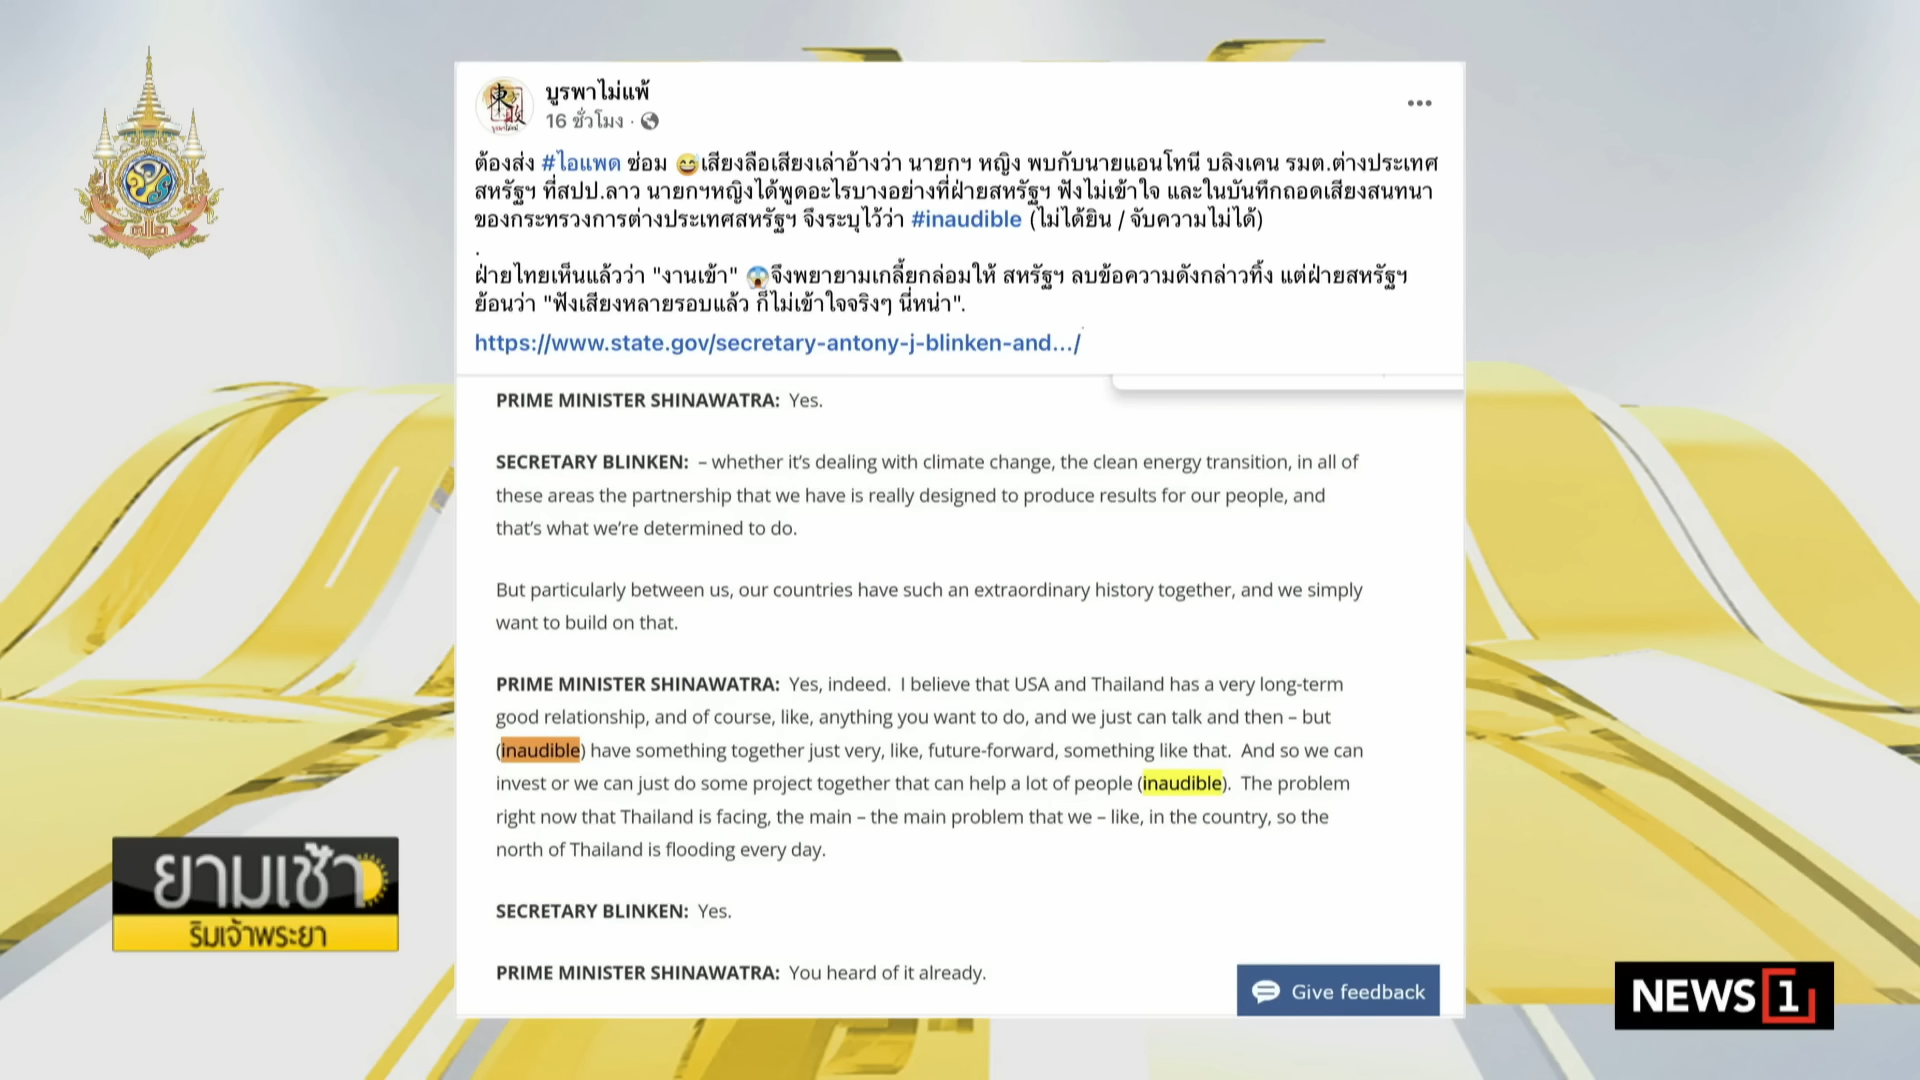 บูรพาไม่แพ้
16 ชั่วโมง ·
ต้องส่ง #ไอแพด ซ่อม 😅เสียงลือเสียงเล่าอ้างว่า นายกฯ หญิง พบกับนายแอนโทนี บลิงเคน รมต.ต่างประเทศ
สหรัฐฯ ที่สปป.ลาว นายกฯหญิงได้พูดอะไรบางอย่างที่ฝ่ายสหรัฐฯ ฟังไม่เข้าใจ และในบันทึกถอดเสียงสนทนา
ของกระทรวงการต่างประเทศสหรัฐฯ จึงระบุไว้ว่า #inaudible (ไม่ได้ยิน / จับความไม่ได้)
.
ฝ่ายไทยเห็นแล้วว่า "งานเข้า" 😱จึงพยายามเกลี้ยกล่อมให้ สหรัฐฯ ลบข้อความดังกล่าวทิ้ง แต่ฝ่ายสหรัฐฯ
ย้อนว่า "ฟังเสียงหลายรอบแล้ว ก็ไม่เข้าใจจริงๆ นี่หน่า".
https://www.state.gov/secretary-antony-j-blinken-and.../
PRIME MINISTER SHINAWATRA: Yes.
SECRETARY BLINKEN: – whether it's dealing with climate change, the clean energy transition, in all of
these areas the partnership that we have is really designed to produce results for our people, and
that's what we're determined to do.
But particularly between us, our countries have such an extraordinary history together, and we simply
want to build on that.
PRIME MINISTER SHINAWATRA: Yes, indeed. I believe that USA and Thailand has a very long-term
good relationship, and of course, like, anything you want to do, and we just can talk and then – but
(inaudible) have something together just very, like, future-forward, something like that. And so we can
invest or we can just do some project together that can help a lot of people (inaudible). The problem
right now that Thailand is facing, the main – the main problem that we – like, in the country, so the
north of Thailand is flooding every day.
SECRETARY BLINKEN: Yes.
PRIME MINISTER SHINAWATRA: You heard of it already.
Give feedback
ยามเช้า
ริมเจ้าพระยา
NEWS 1